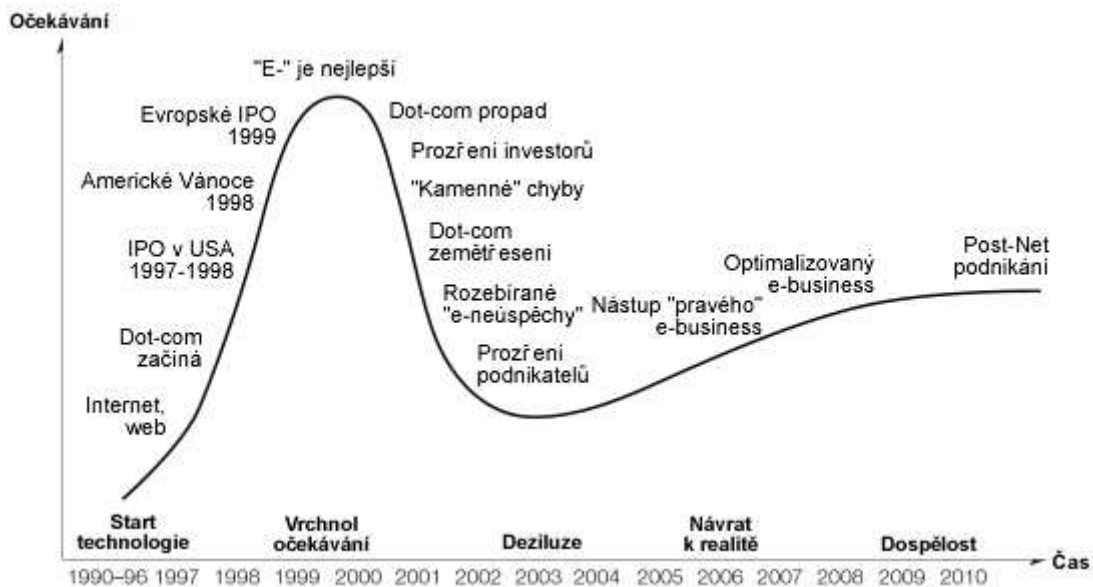 Očekávání
"E-" je nejlepší
Evropské IPO
1999
Dot-com propad
Prozření investorů
Americké Vánoce
1998
"Kamenné" chyby
IPO v USA
1997-1998
Dot-com
zemětřesení
Optimalizovaný
e-business
Post-Net
podnikání
Rozebírané
"e-neúspěchy"
Nástup "pravého"
e-business
Dot-com
začíná
Prozření
podnikatelů
Internet,
web
Start
technologie
Vrchnol
očekávání
Deziluze
Návrat
k realitě
Dospělost
Čas
1990–96 1997 1998 1999 2000 2001 2002 2003 2004 2005 2006 2007 2008 2009 2010